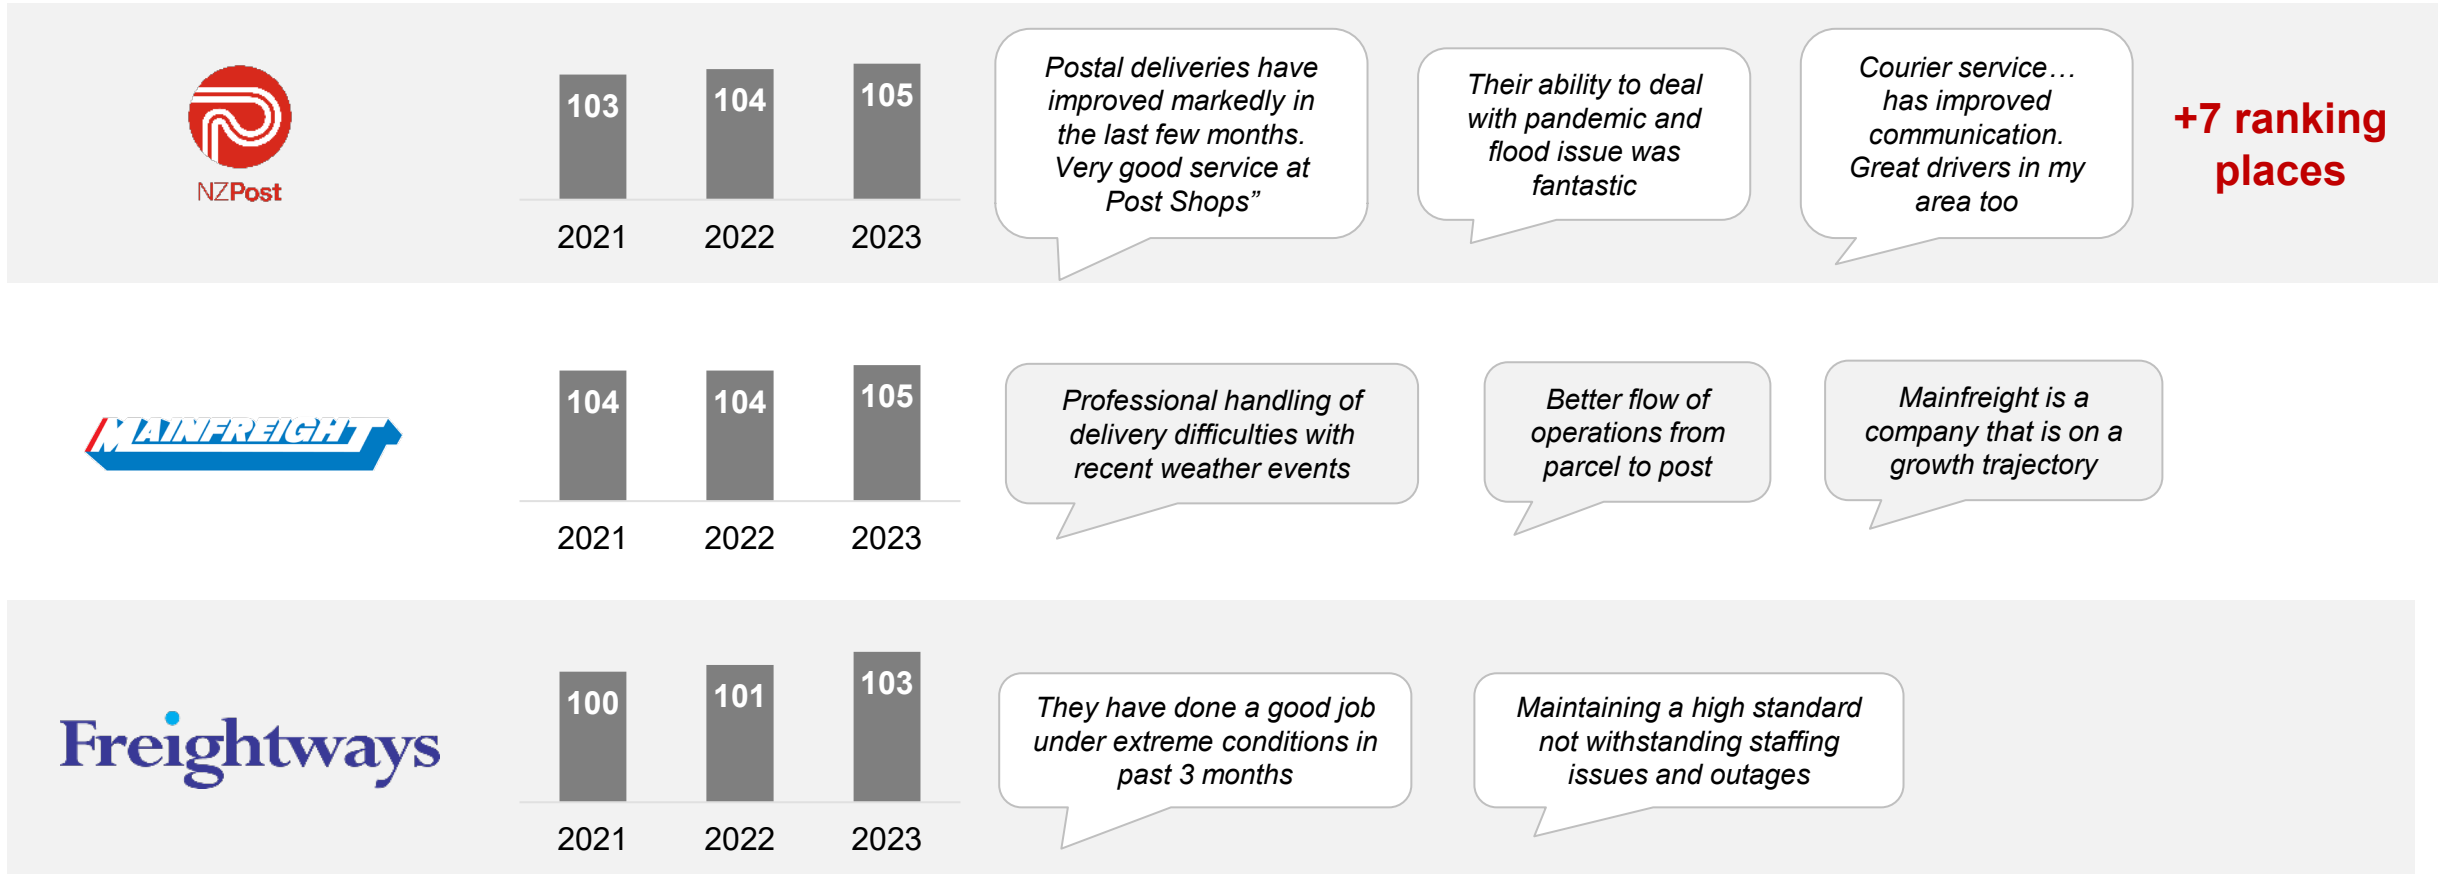 NZPost
103
104
105
2021
2022
2023
Postal deliveries have
improved markedly in
the last few months.
Very good service at
Post Shops”
Their ability to deal
with pandemic and
flood issue was
fantastic
Courier service…
has improved
communication.
Great drivers in my
area too
+7 ranking
places
MAINFREIGHT
104
104
105
2021
2022
2023
Professional handling of
delivery difficulties with
recent weather events
Better flow of
operations from
parcel to post
Mainfreight is a
company that is on a
growth trajectory
Freightways
100
101
103
2021
2022
2023
They have done a good job
under extreme conditions in
past 3 months
Maintaining a high standard
not withstanding staffing
issues and outages